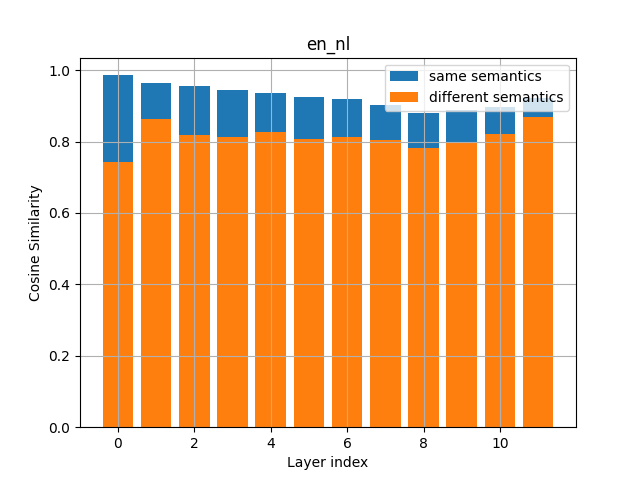 en_nl
same semantics
different semantics
Cosine Similarity
1.0
0.8
0.6
0.4
0.2
0.0
0 2 4 6 8 10
Layer index